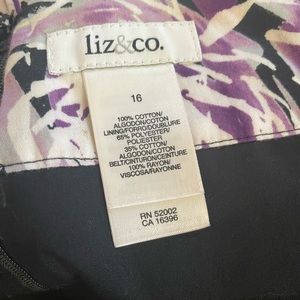 liz&co.
16
100% COTTON/
ALGODON/COTON
LINING/FORRO/DOUBLURE
65% POLYESTER/
POLIESTER
35% COTTON/
ALGODON/COTON
BELT/CINTURON/CEINTURE
100% RAYON/
VISCOSA/RAYONNE
RN 52002
CA 16396